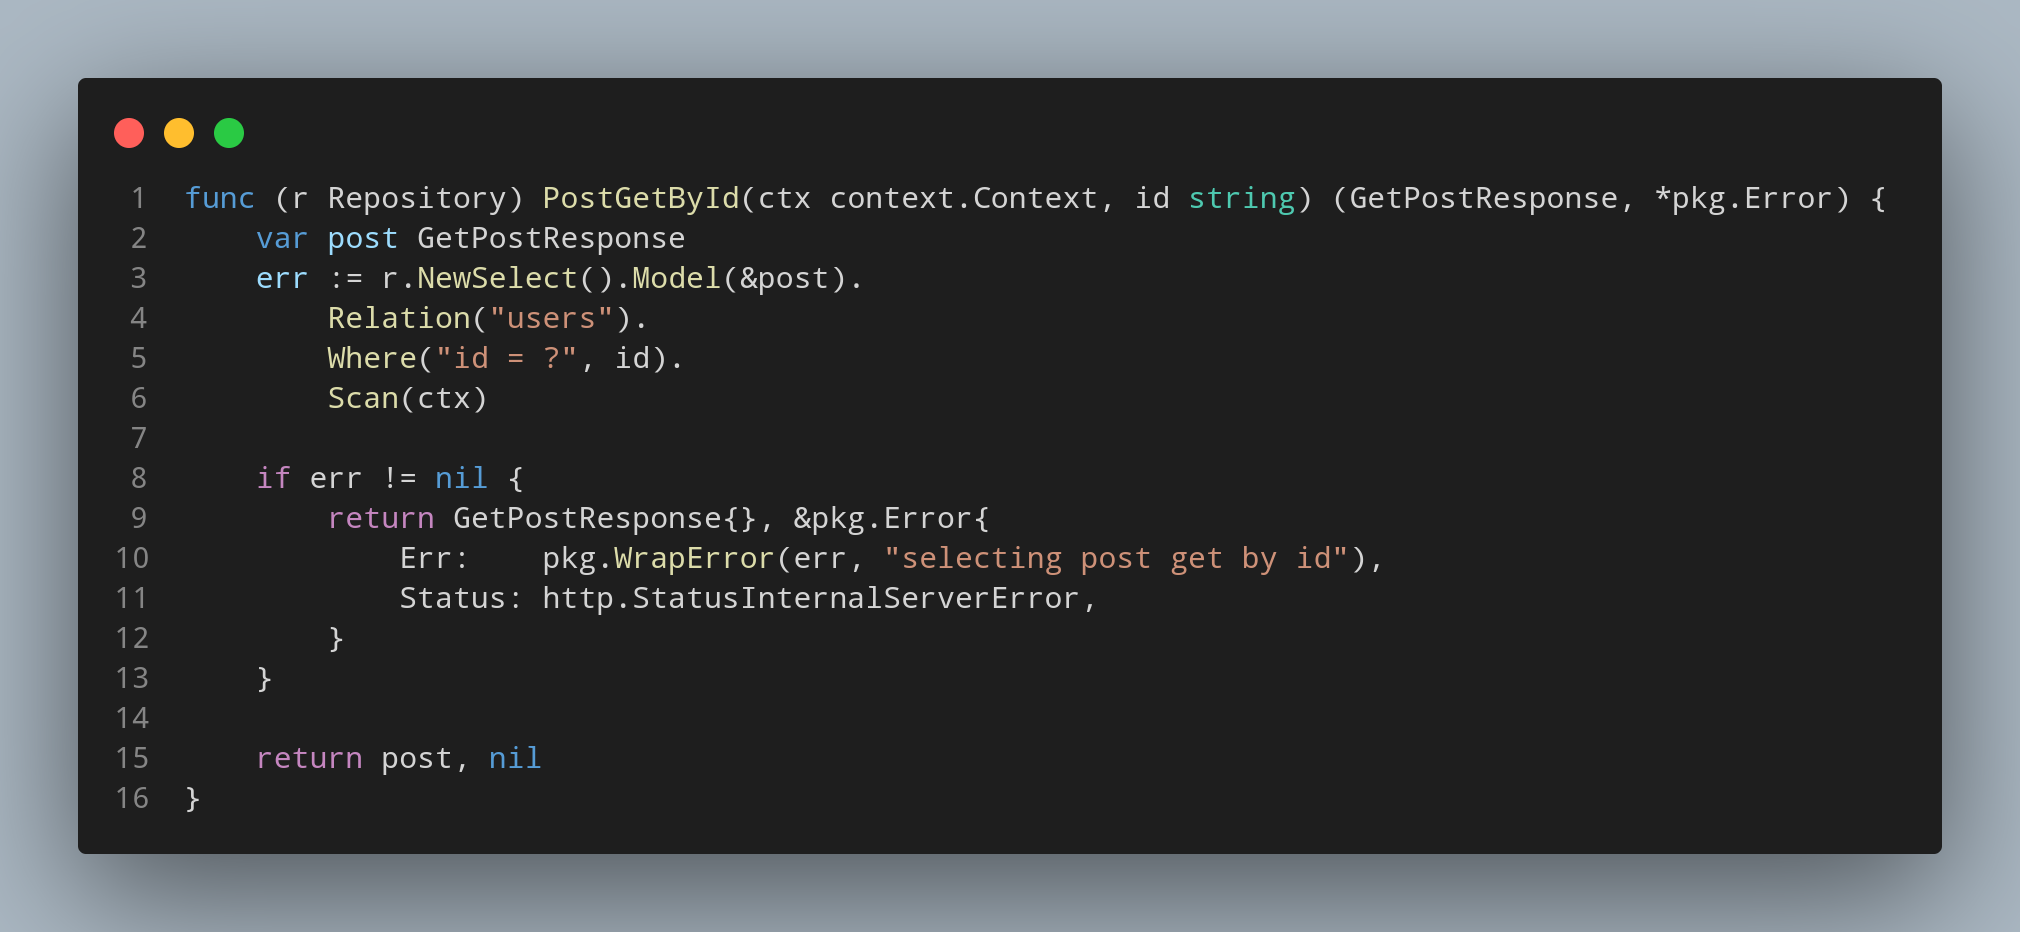 1 func (r Repository) PostGetById(ctx context.Context, id string) (GetPostResponse, *pkg.Error) {
2     var post GetPostResponse
3     err := r.NewSelect().Model(&post).
4         Relation("users").
5         Where("id = ?", id).
6         Scan(ctx)
7
8     if err != nil {
9         return GetPostResponse{}, &pkg.Error{
10             Err:    pkg.WrapError(err, "selecting post get by id"),
11             Status: http.StatusInternalServerError,
12         }
13     }
14
15     return post, nil
16 }